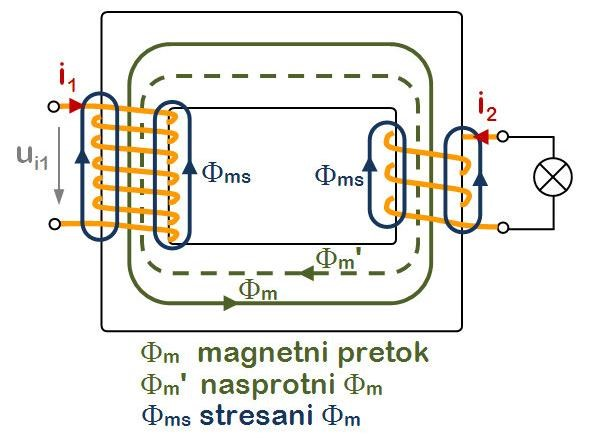 i1
i2
ui1
Φms
Φms
Φm'
Φm
Φm magnetni pretok
Φm' nasprotni Φm
Φms stresani Φm